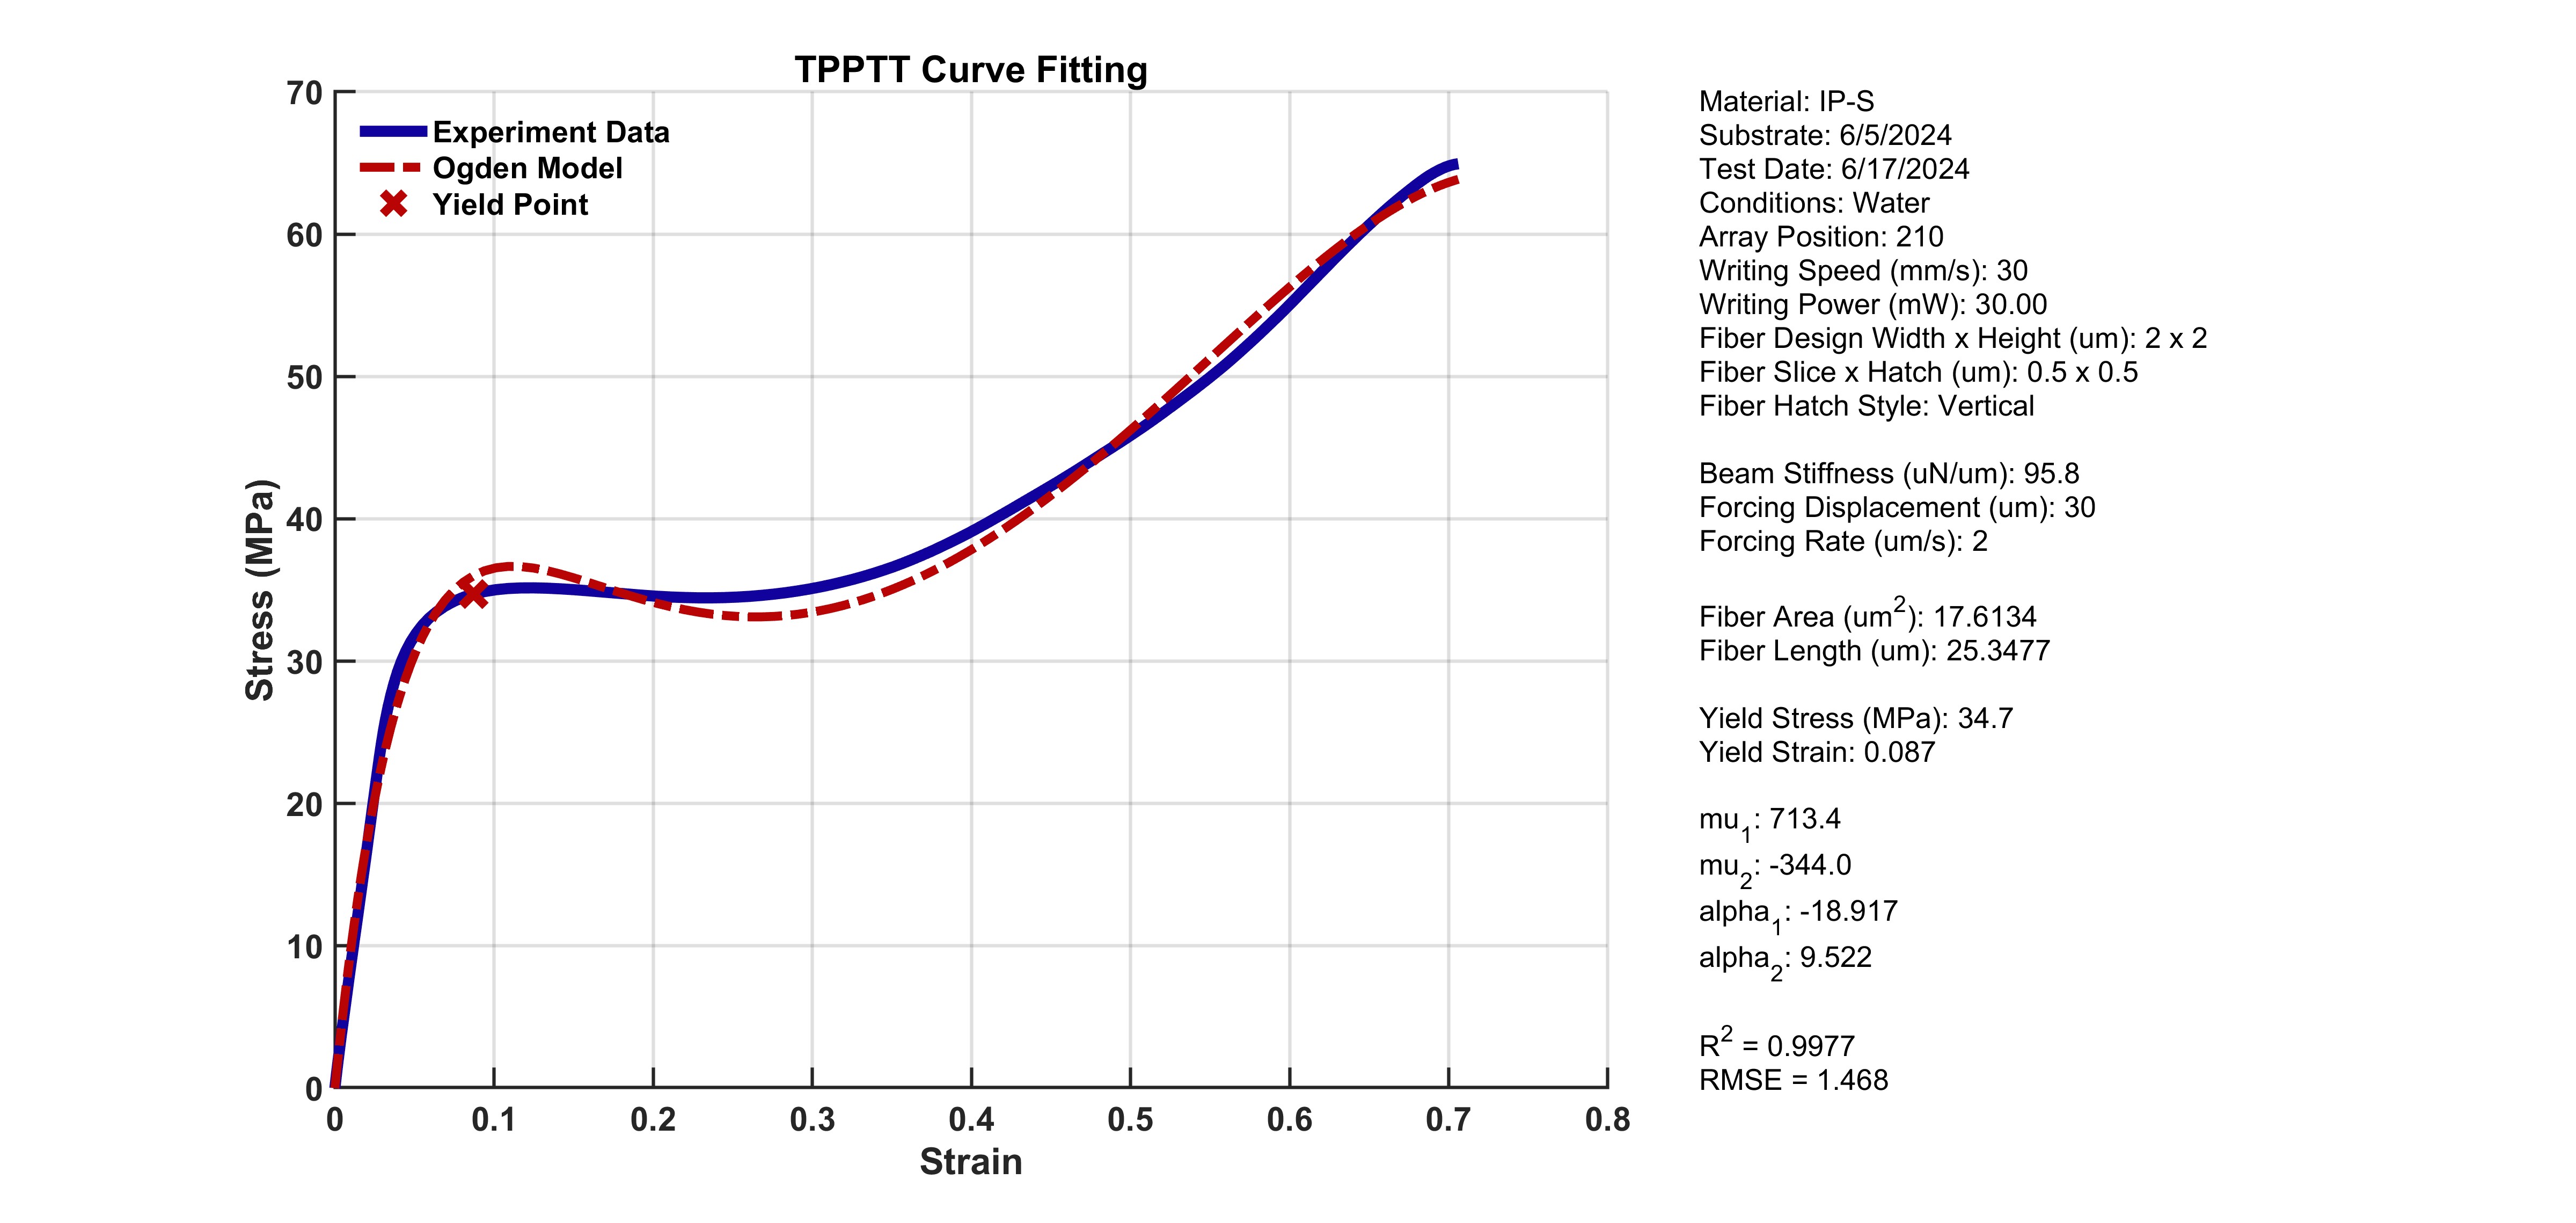 TPPTT Curve Fitting
70
60
50
40
30
20
10
0
Stress (MPa)
Experiment Data
Ogden Model
Yield Point
0 0.1 0.2 0.3 0.4 0.5 0.6 0.7 0.8
Strain
Material: IP-S
Substrate: 6/5/2024
Test Date: 6/17/2024
Conditions: Water
Array Position: 210
Writing Speed (mm/s): 30
Writing Power (mW): 30.00
Fiber Design Width x Height (um): 2 x 2
Fiber Slice x Hatch (um): 0.5 x 0.5
Fiber Hatch Style: Vertical
Beam Stiffness (uN/um): 95.8
Forcing Displacement (um): 30
Forcing Rate (um/s): 2
Fiber Area (um²): 17.6134
Fiber Length (um): 25.3477
Yield Stress (MPa): 34.7
Yield Strain: 0.087
mu₁: 713.4
mu₂: -344.0
alpha₁: -18.917
alpha₂: 9.522
R² = 0.9977
RMSE = 1.468